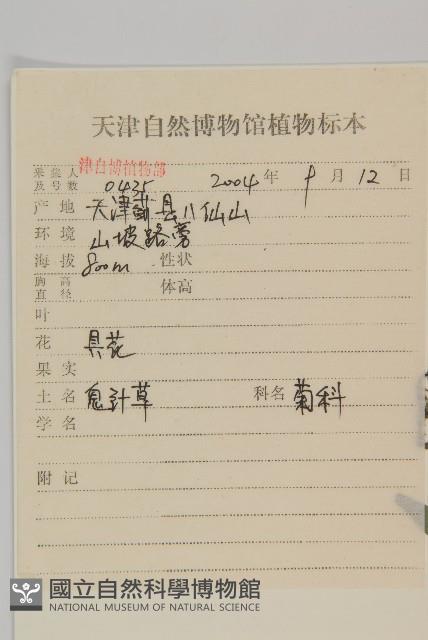 天津自然博物馆植物标本
采集人 津自博植物部
及号数 0435 2004年 9月12日
产地 天津蓟县八仙山
环境 山坡路旁
海拔 800m 性状
胸高 体高
直径
叶
花 具花
果实
土名 鬼针草 科名 菊科
学名
附记
國立自然科學博物館
NATIONAL MUSEUM OF NATURAL SCIENCE